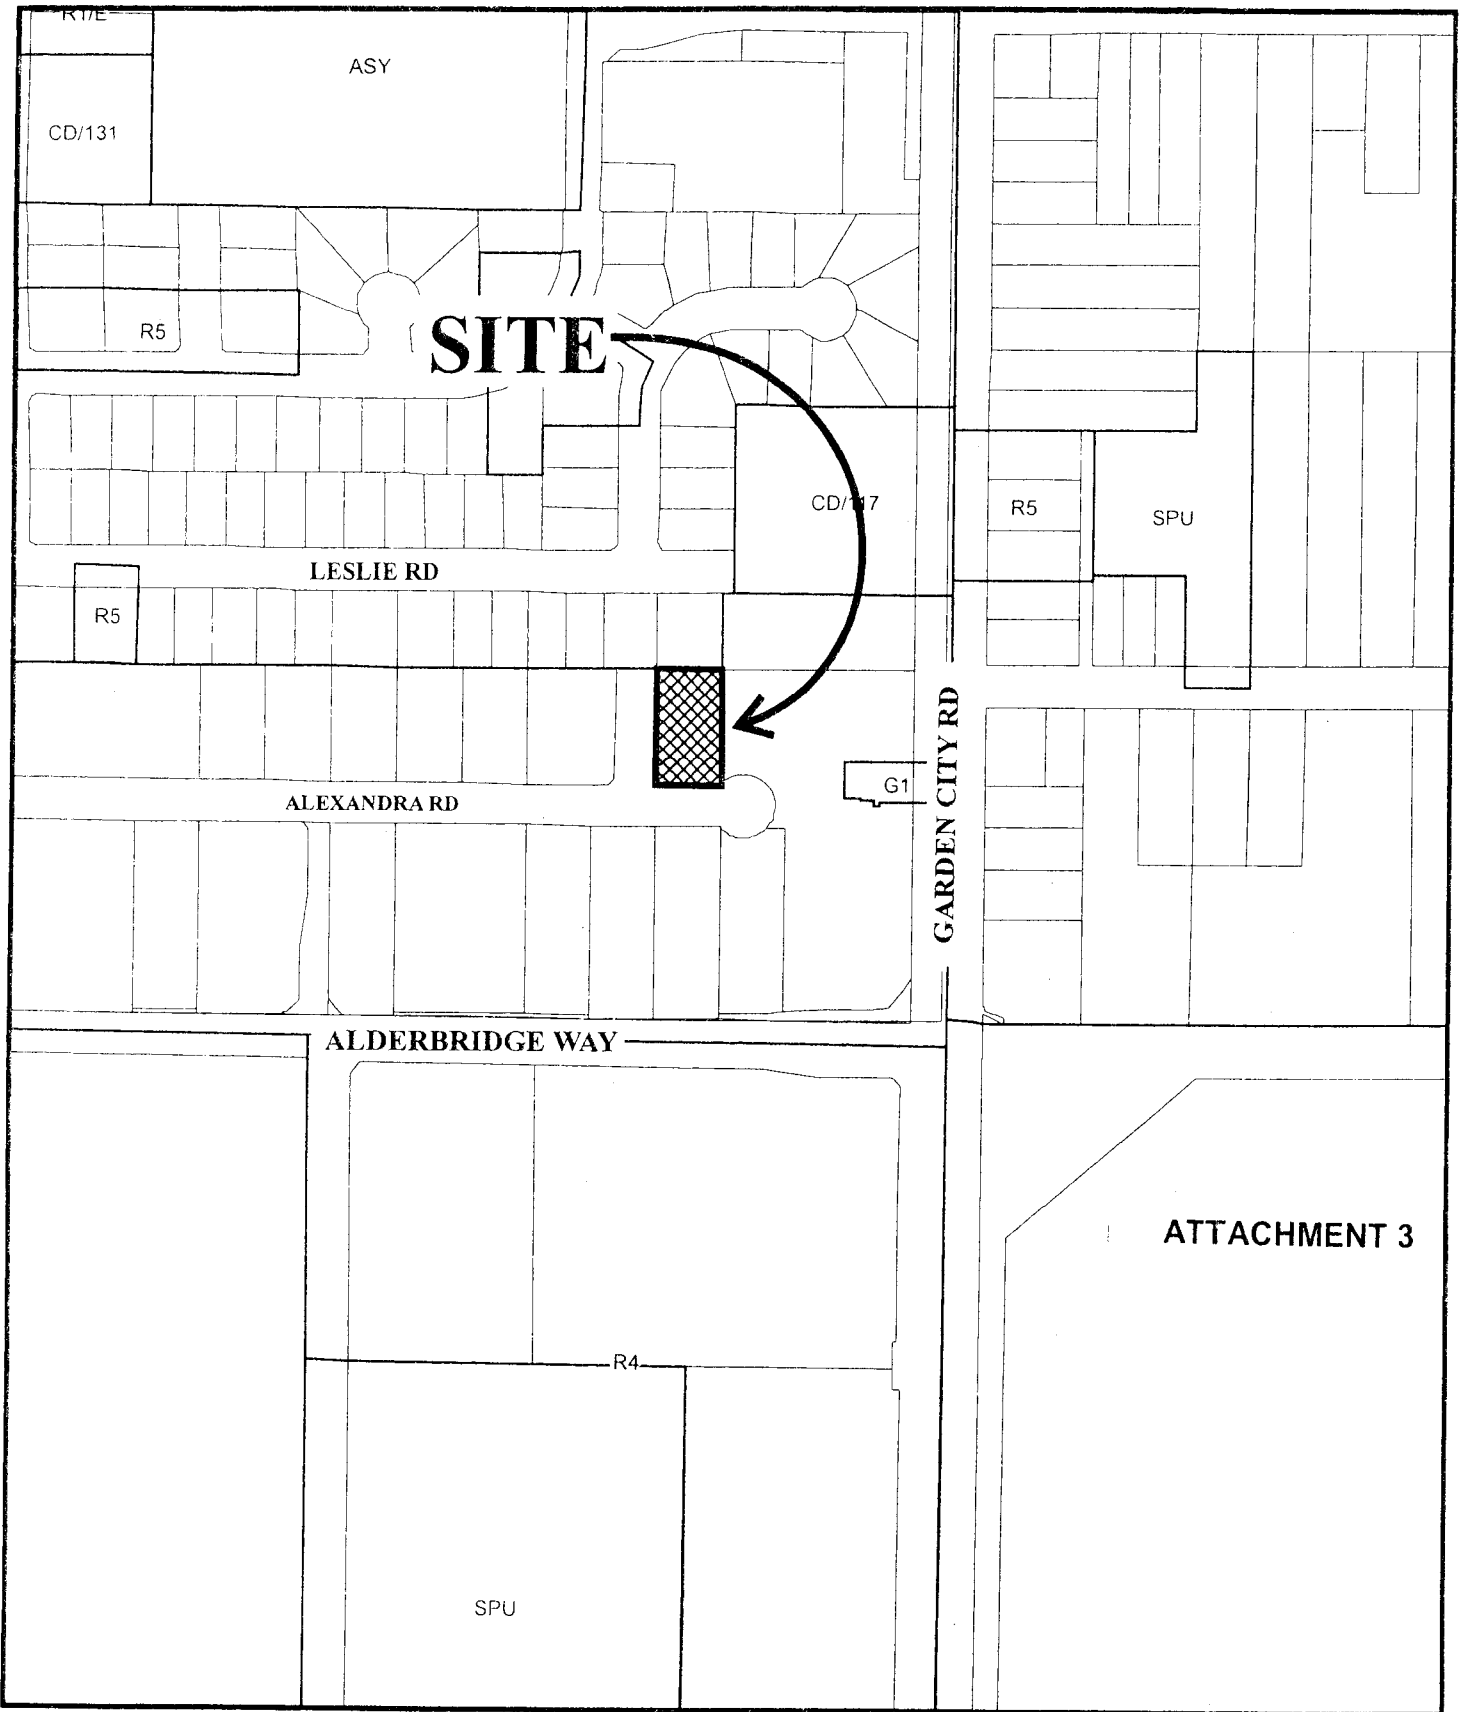 R1/E
ASY
CD/131
R5
SITE
CD/117
R5
SPU
LESLIE RD
R5
GARDEN CITY RD
G1
ALEXANDRA RD
ALDERBRIDGE WAY
ATTACHMENT 3
R4
SPU